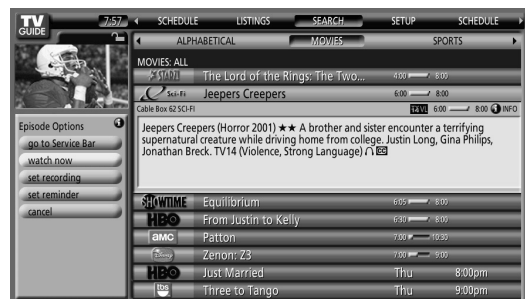 TV GUIDE
7:57
SCHEDULE LISTINGS SEARCH SETUP SCHEDULE
ALPHABETICAL MOVIES SPORTS
MOVIES: ALL
STARZ! The Lord of the Rings: The Two... 4:00 8:00
Sci-Fi Jeepers Creepers 6:00 8:00
Cable Box 62 SCI-FI 14 VL 6:00 8:00 i INFO
Jeepers Creepers (Horror 2001) ★★ A brother and sister encounter a terrifying
supernatural creature while driving home from college. Justin Long, Gina Philips,
Jonathan Breck. TV14 (Violence, Strong Language) CC
Episode Options i
go to Service Bar
watch now
set recording
set reminder
cancel
SHOWTIME Equilibrium 6:05 8:00
HBO From Justin to Kelly 6:30 8:00
amc Patton 7:00 10:30
Disney Zenon: Z3 7:00 9:00
HBO Just Married Thu 8:00pm
tbs Three to Tango Thu 9:00pm